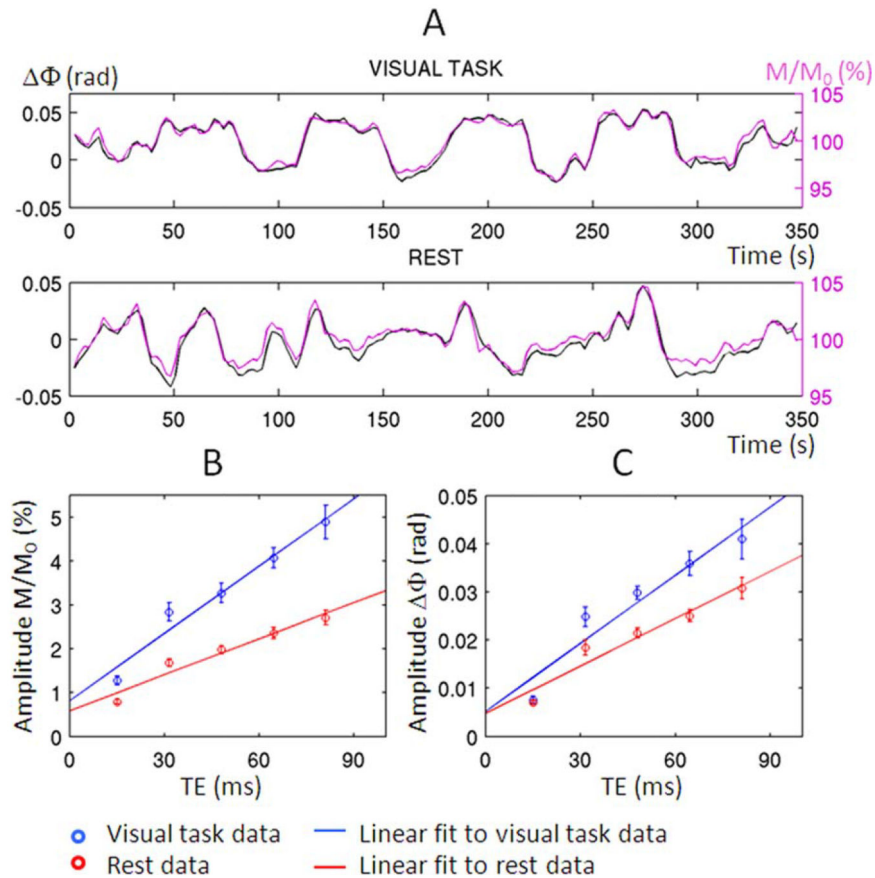 A
ΔΦ (rad)
VISUAL TASK
M/M₀ (%)
0.05
0
-0.05
105
100
95
0 50 100 150 200 250 300 350
Time (s)
REST
0.05
0
-0.05
105
100
95
0 50 100 150 200 250 300 350
Time (s)
B
Amplitude M/M₀ (%)
5
4
3
2
1
0
0 30 60 90
TE (ms)
C
Amplitude ΔΦ (rad)
0.05
0.04
0.03
0.02
0.01
0
0 30 60 90
TE (ms)
Visual task data
Linear fit to visual task data
Rest data
Linear fit to rest data